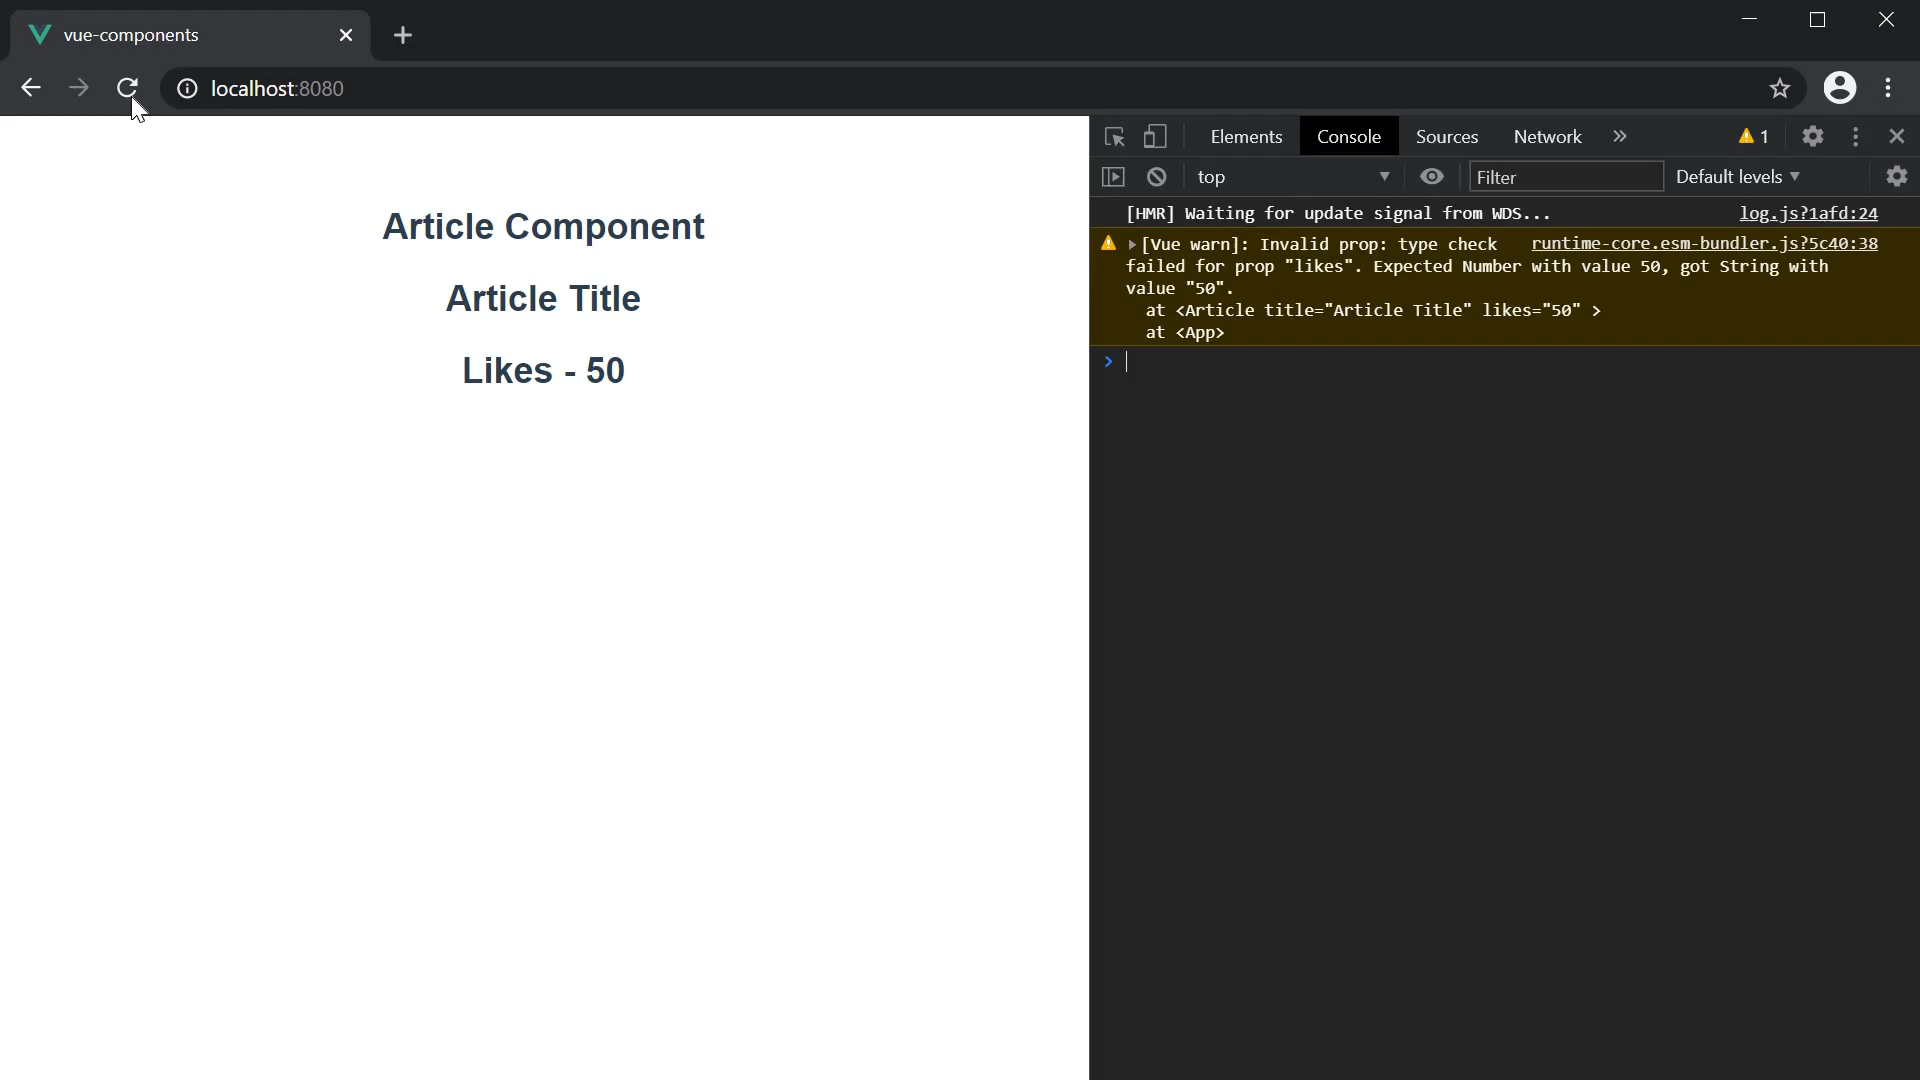 vue-components
localhost:8080
Elements Console Sources Network 1
top Filter Default levels
[HMR] Waiting for update signal from WDS... log.js?1afd:24
[Vue warn]: Invalid prop: type check runtime-core.esm-bundler.js?5c40:38
failed for prop "likes". Expected Number with value 50, got String with
value "50".
at <Article title="Article Title" likes="50" >
at <App>
Article Component
Article Title
Likes - 50